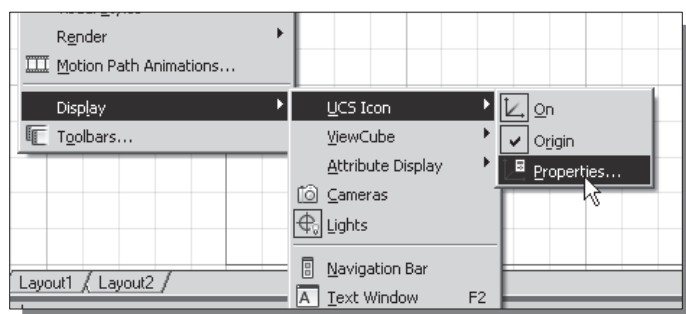 Render
Motion Path Animations...
Display
Toolbars...
UCS Icon
ViewCube
Attribute Display
Cameras
Lights
Navigation Bar
Text Window F2
On
Origin
Properties...
Layout1 / Layout2 /